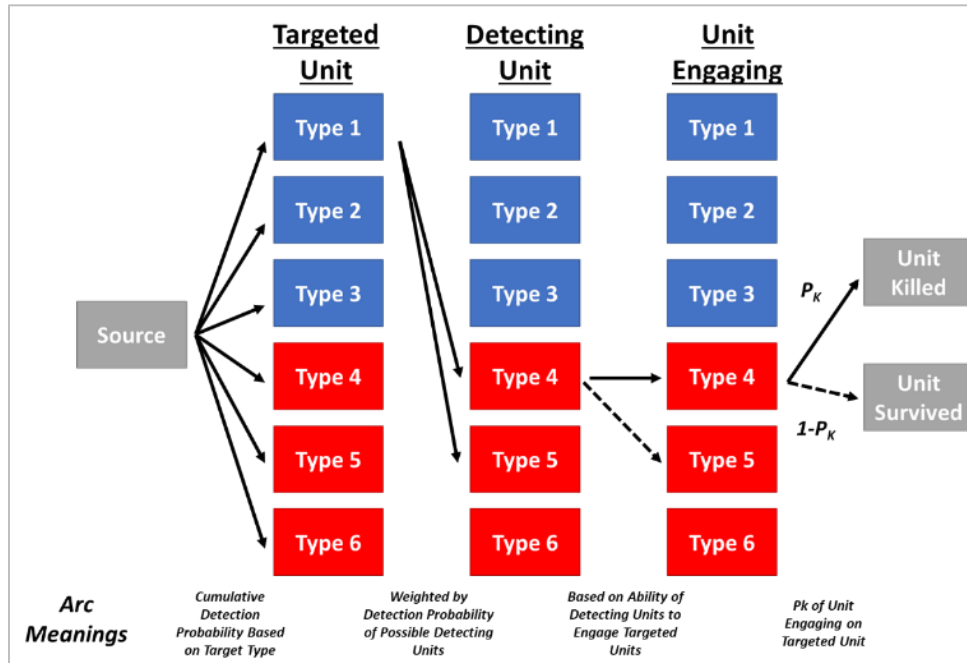 Targeted
Unit
Detecting
Unit
Unit
Engaging
Type 1
Type 1
Type 1
Type 2
Type 2
Type 2
Type 3
Type 3
Type 3
Source
Type 4
Type 4
Type 4
Type 5
Type 5
Type 5
Type 6
Type 6
Type 6
PK
Unit
Killed
1-PK
Unit
Survived
Arc
Meanings
Cumulative
Detection
Probability Based
on Target Type
Weighted by
Detection Probability
of Possible Detecting
Units
Based on Ability of
Detecting Units to
Engage Targeted
Units
Pk of Unit
Engaging on
Targeted Unit